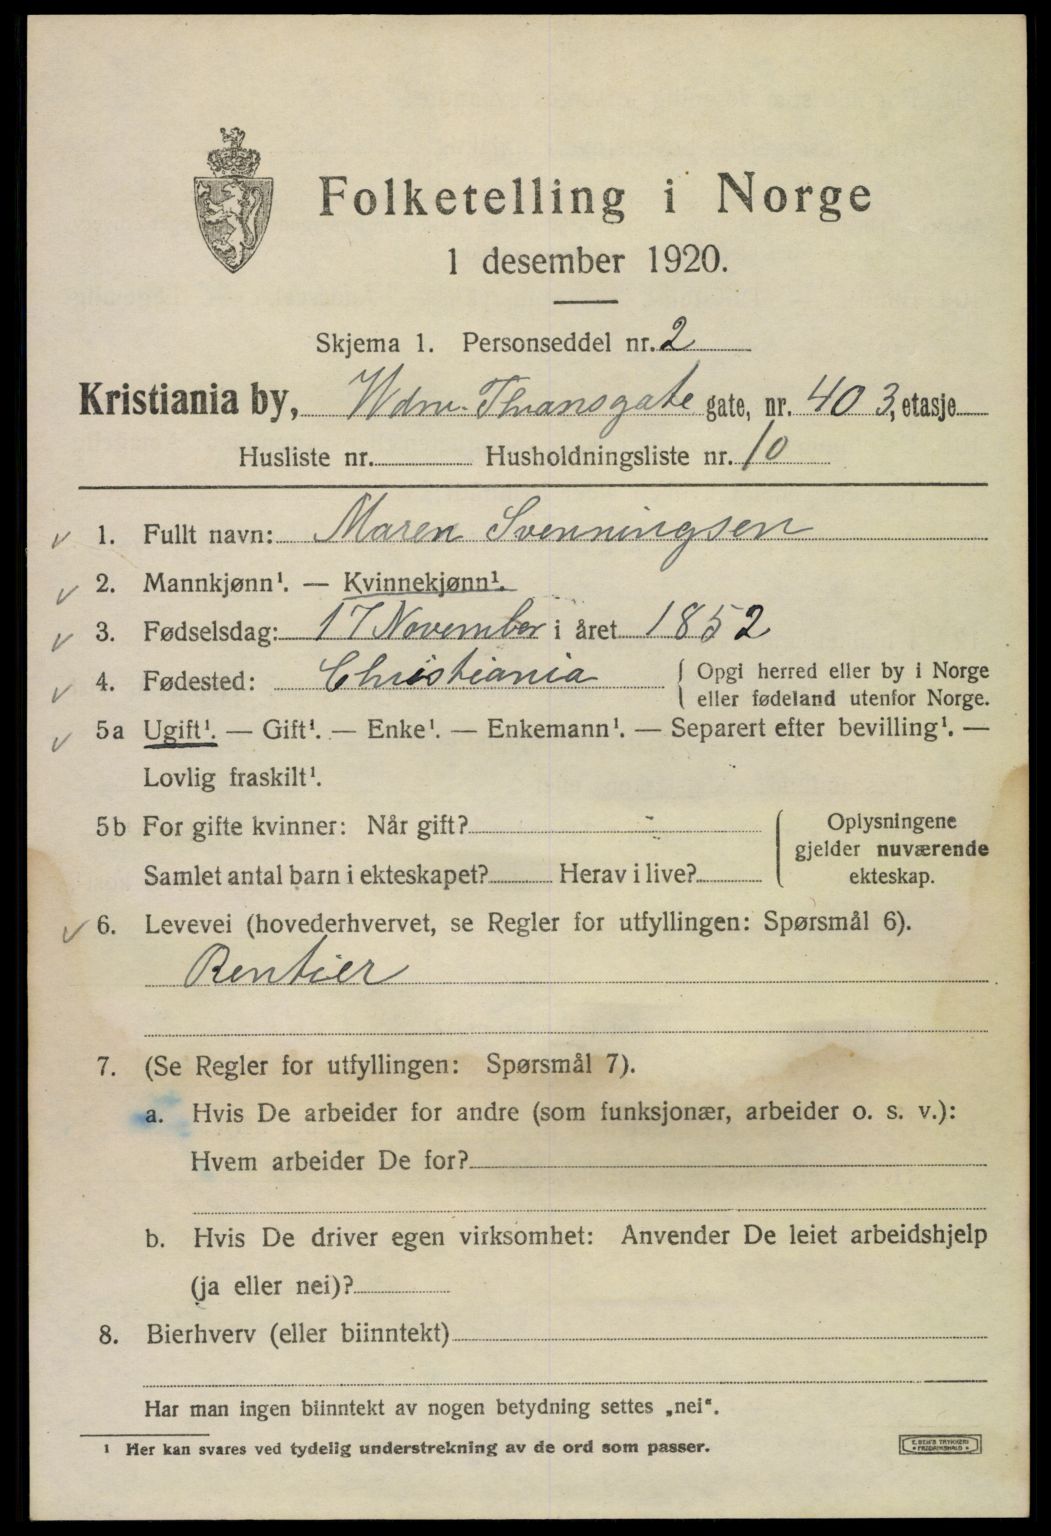 Folketelling i Norge
1 desember 1920.
Skjema 1. Personseddel nr. 2
Kristiania by, Wdm. Thranesgate gate, nr. 40 3, etasje
Husliste nr. Husholdningsliste nr. 10
1. Fullt navn: Maren Svenningsen
2. Mannkjønn¹. — Kvinnekjønn¹.
3. Fødselsdag: 17 November i året 1852
4. Fødested: Christiania { Opgi herred eller by i Norge
eller fødeland utenfor Norge.
5a Ugift¹. — Gift¹. — Enke¹. — Enkemann¹. — Separert efter bevilling¹. —
Lovlig fraskilt¹.
5b For gifte kvinner: Når gift? - { Oplysningene
gjelder nuværende
Samlet antal barn i ekteskapet? Herav i live? ekteskap.
6. Levevei (hovederhvervet, se Regler for utfyllingen: Spørsmål 6).
Rentier
7. (Se Regler for utfyllingen: Spørsmål 7).
a. Hvis De arbeider for andre (som funksjonær, arbeider o. s. v.):
Hvem arbeider De for?
b. Hvis De driver egen virksomhet: Anvender De leiet arbeidshjelp
(ja eller nei)?
8. Bierhverv (eller biinntekt)
Har man ingen biinntekt av nogen betydning settes „nei".
¹ Her kan svares ved tydelig understrekning av de ord som passer.
E. SEM'S TRYKKERI
• FREDRIKSHALD •